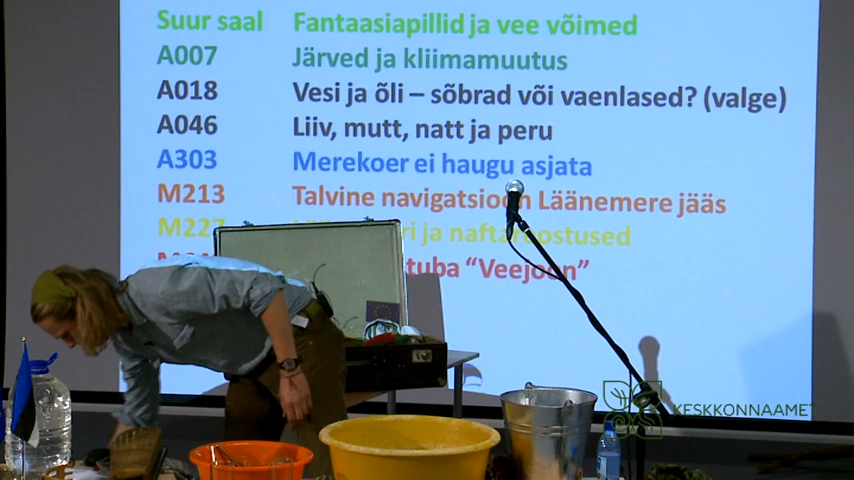 Suur saal Fantaasiapillid ja vee võimed
A007 Järved ja kliimamuutus
A018 Vesi ja õli – sõbrad või vaenlased? (valge)
A046 Liiv, mutt, natt ja peru
A303 Merekoer ei haugu asjata
M213 Talvine navigatsioon Läänemere jääs
M227 ja naftareostused
tuba “Veejoon”
KESKKONNAAMET